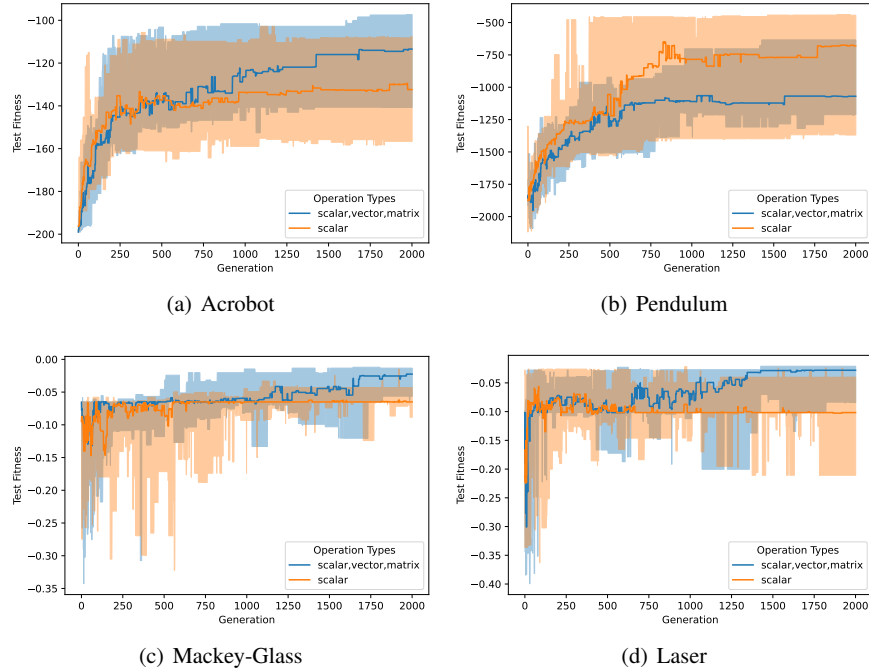 −100
−120
−140
−160
−180
−200
Test Fitness
0 250 500 750 1000 1250 1500 1750 2000
Generation
Operation Types
scalar,vector,matrix
scalar
(a) Acrobot
−500
−750
−1000
−1250
−1500
−1750
−2000
Test Fitness
0 250 500 750 1000 1250 1500 1750 2000
Generation
Operation Types
scalar,vector,matrix
scalar
(b) Pendulum
0.00
−0.05
−0.10
−0.15
−0.20
−0.25
−0.30
−0.35
Test Fitness
0 250 500 750 1000 1250 1500 1750 2000
Generation
Operation Types
scalar,vector,matrix
scalar
(c) Mackey-Glass
−0.05
−0.10
−0.15
−0.20
−0.25
−0.30
−0.35
−0.40
Test Fitness
0 250 500 750 1000 1250 1500 1750 2000
Generation
Operation Types
scalar,vector,matrix
scalar
(d) Laser